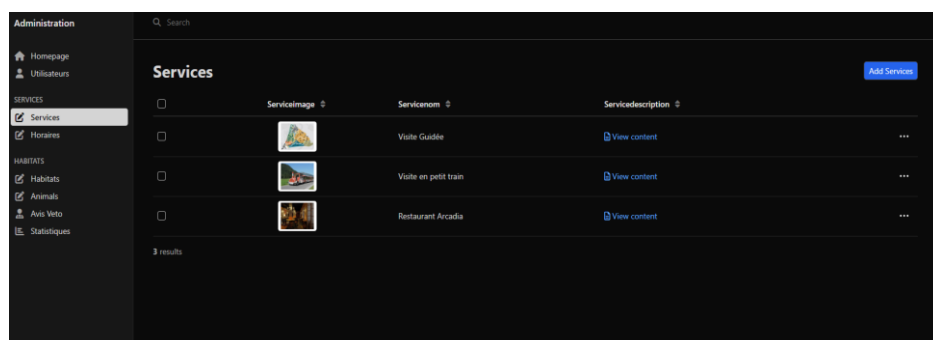 Administration
Search
Homepage
Utilisateurs
SERVICES
Services
Horaires
HABITATS
Habitats
Animals
Avis Veto
Statistiques
Services
Add Services
Serviceimage Servicenom Servicedescription
Visite Guidée View content
Visite en petit train View content
Restaurant Arcadia View content
3 results